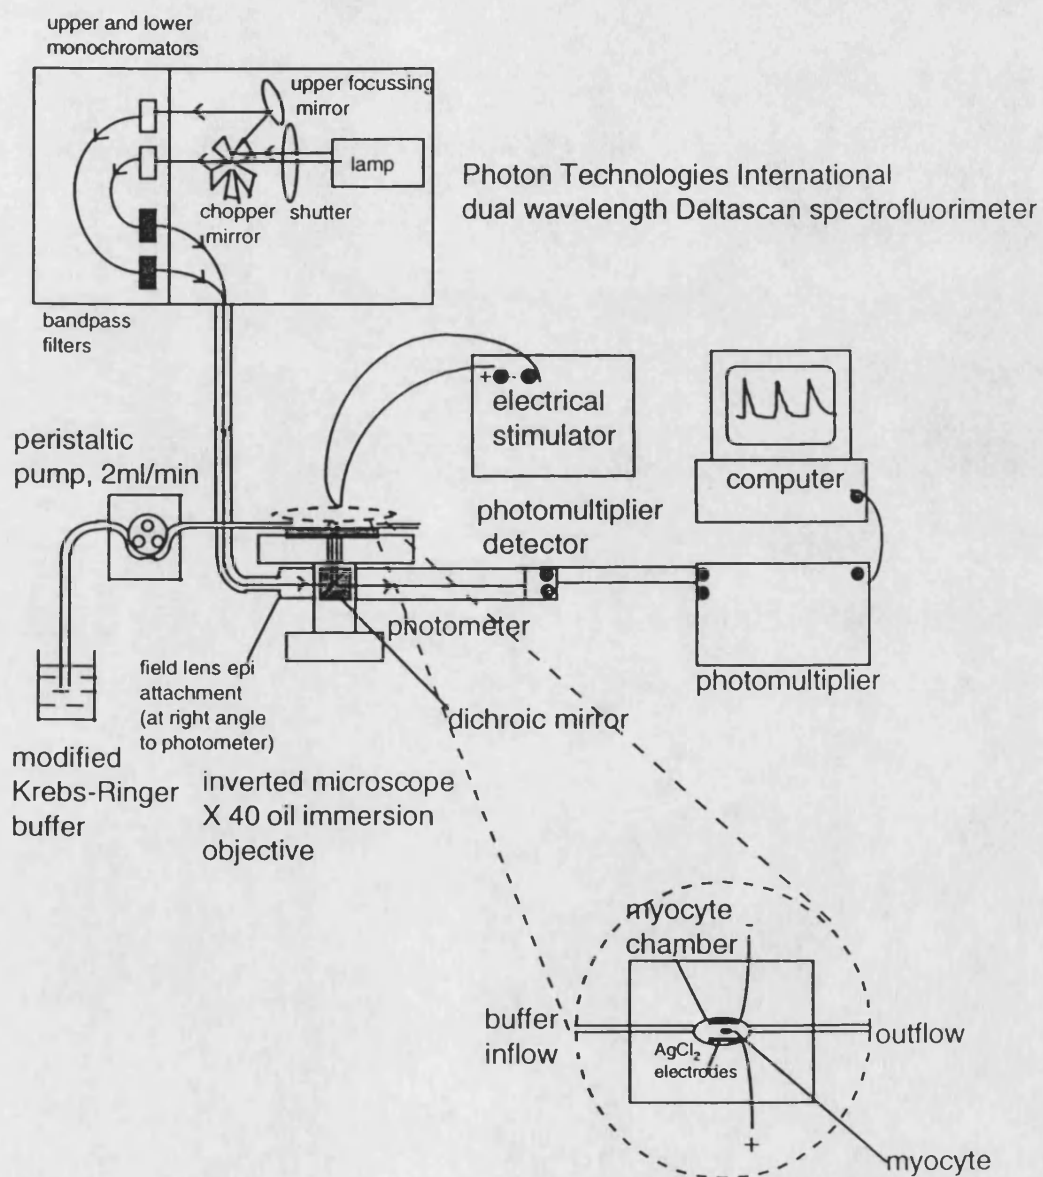 upper and lower
monochromators
upper focussing
mirror
lamp
chopper
mirror
shutter
Photon Technologies International
dual wavelength Deltascan spectrofluorimeter
bandpass
filters
+ -
electrical
stimulator
peristaltic
pump, 2ml/min
computer
photomultiplier
detector
photometer
photomultiplier
field lens epi
attachment
(at right angle
to photometer)
dichroic mirror
modified
Krebs-Ringer
buffer
inverted microscope
X 40 oil immersion
objective
myocyte
chamber
-
buffer
inflow
outflow
AgCl₂
electrodes
+
myocyte